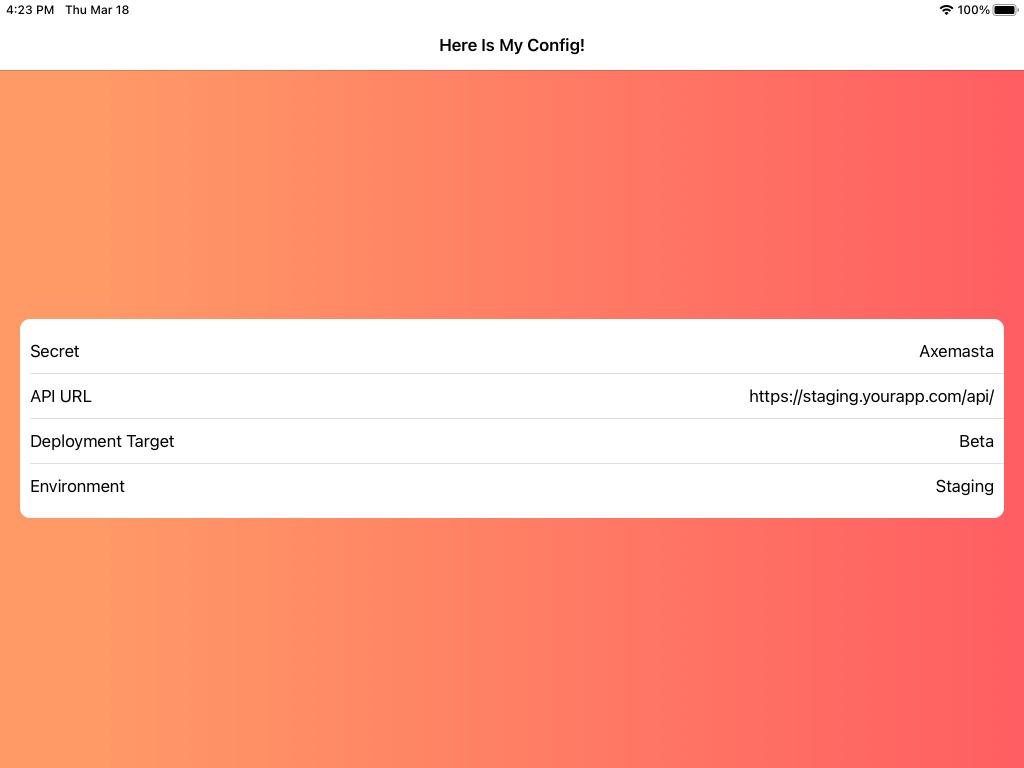 4:23 PM Thu Mar 18 100%
Here Is My Config!
Secret Axemasta
API URL https://staging.yourapp.com/api/
Deployment Target Beta
Environment Staging